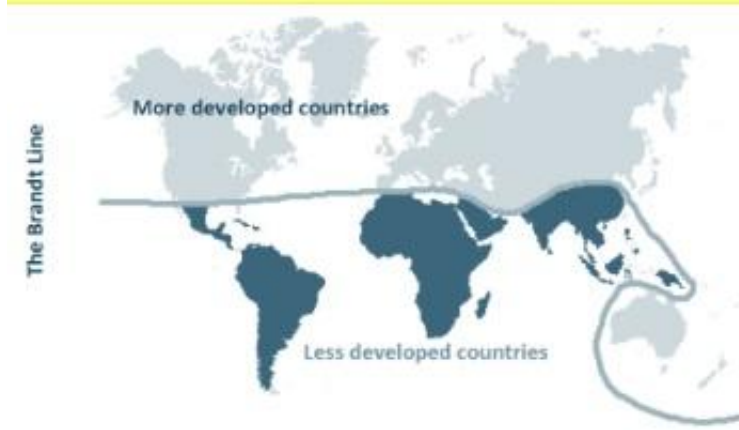 The Brandt Line
More developed countries
Less developed countries